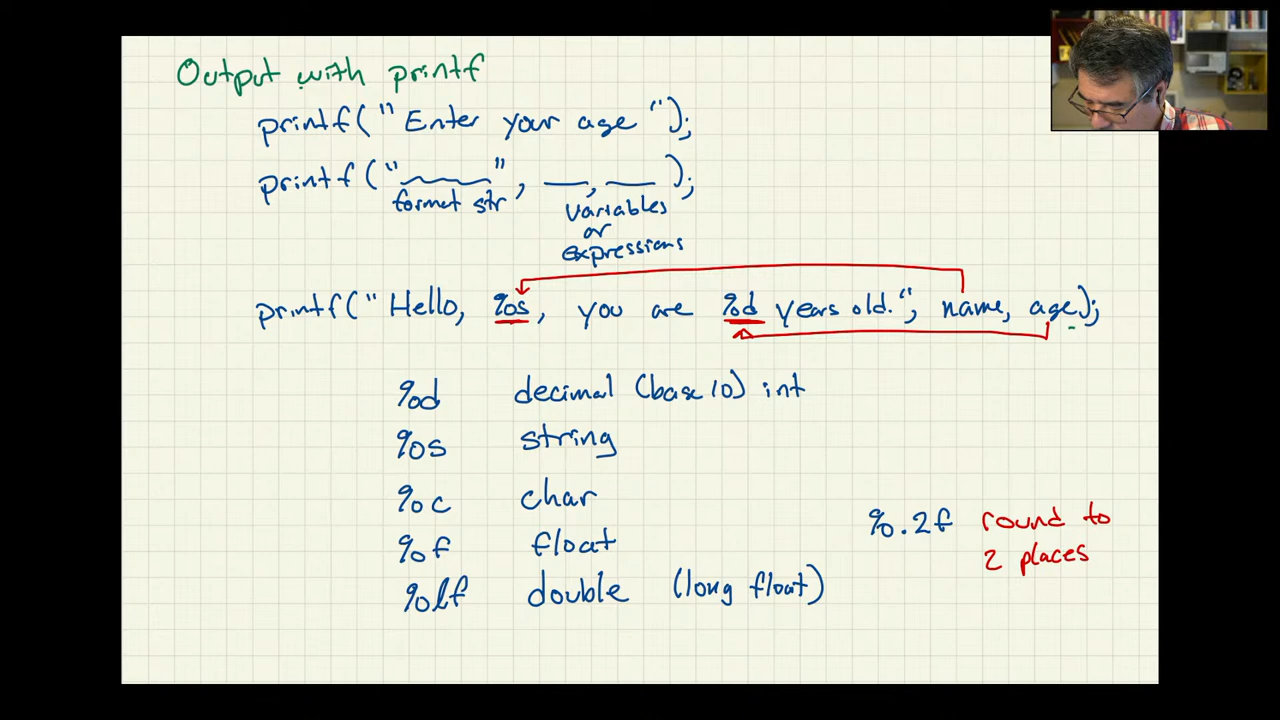 Output with printf
printf(" Enter your age ");
printf("          ", ___, ___ );
format str
variables
or
expressions
printf(" Hello, %s, you are %d years old.", name, age);
%d decimal (base 10) int
%s string
%c char
%f float
%lf double (long float)
%.2f round to
2 places